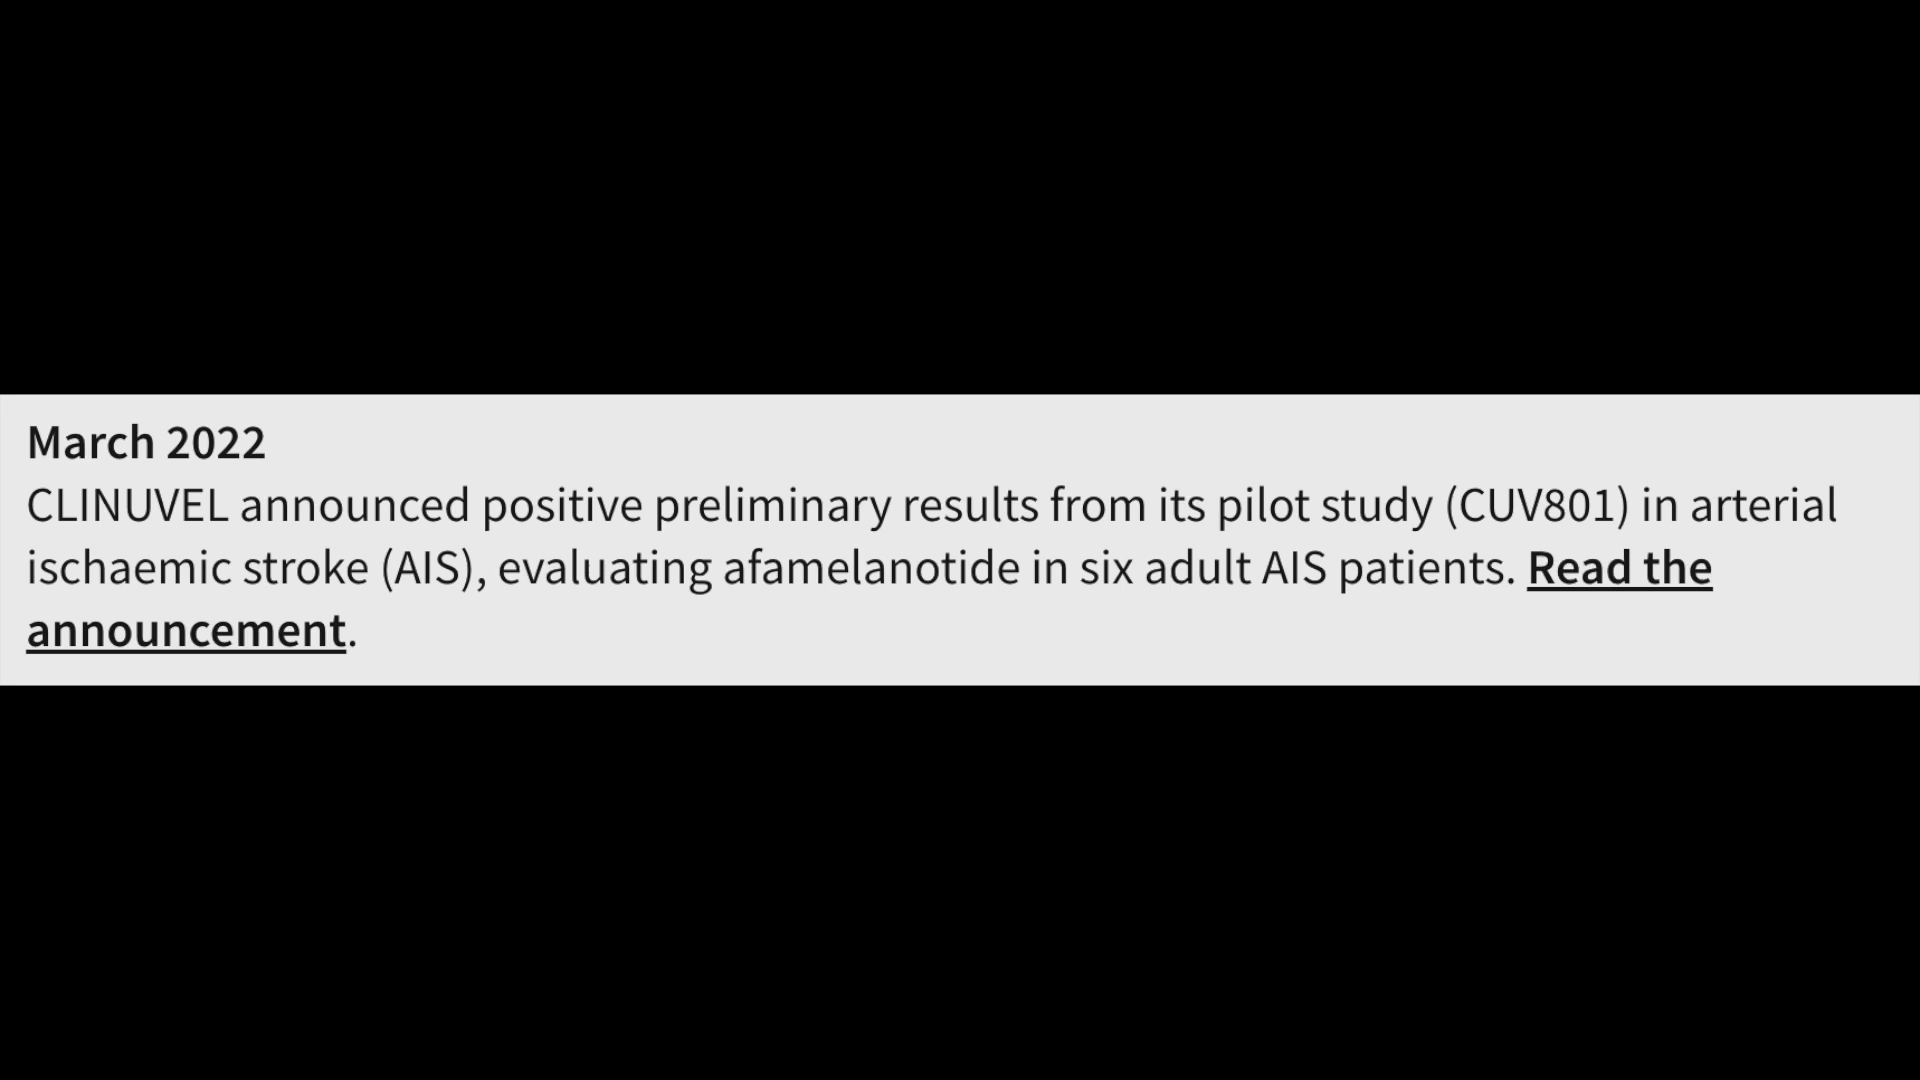 March 2022
CLINUVEL announced positive preliminary results from its pilot study (CUV801) in arterial
ischaemic stroke (AIS), evaluating afamelanotide in six adult AIS patients. Read the
announcement.